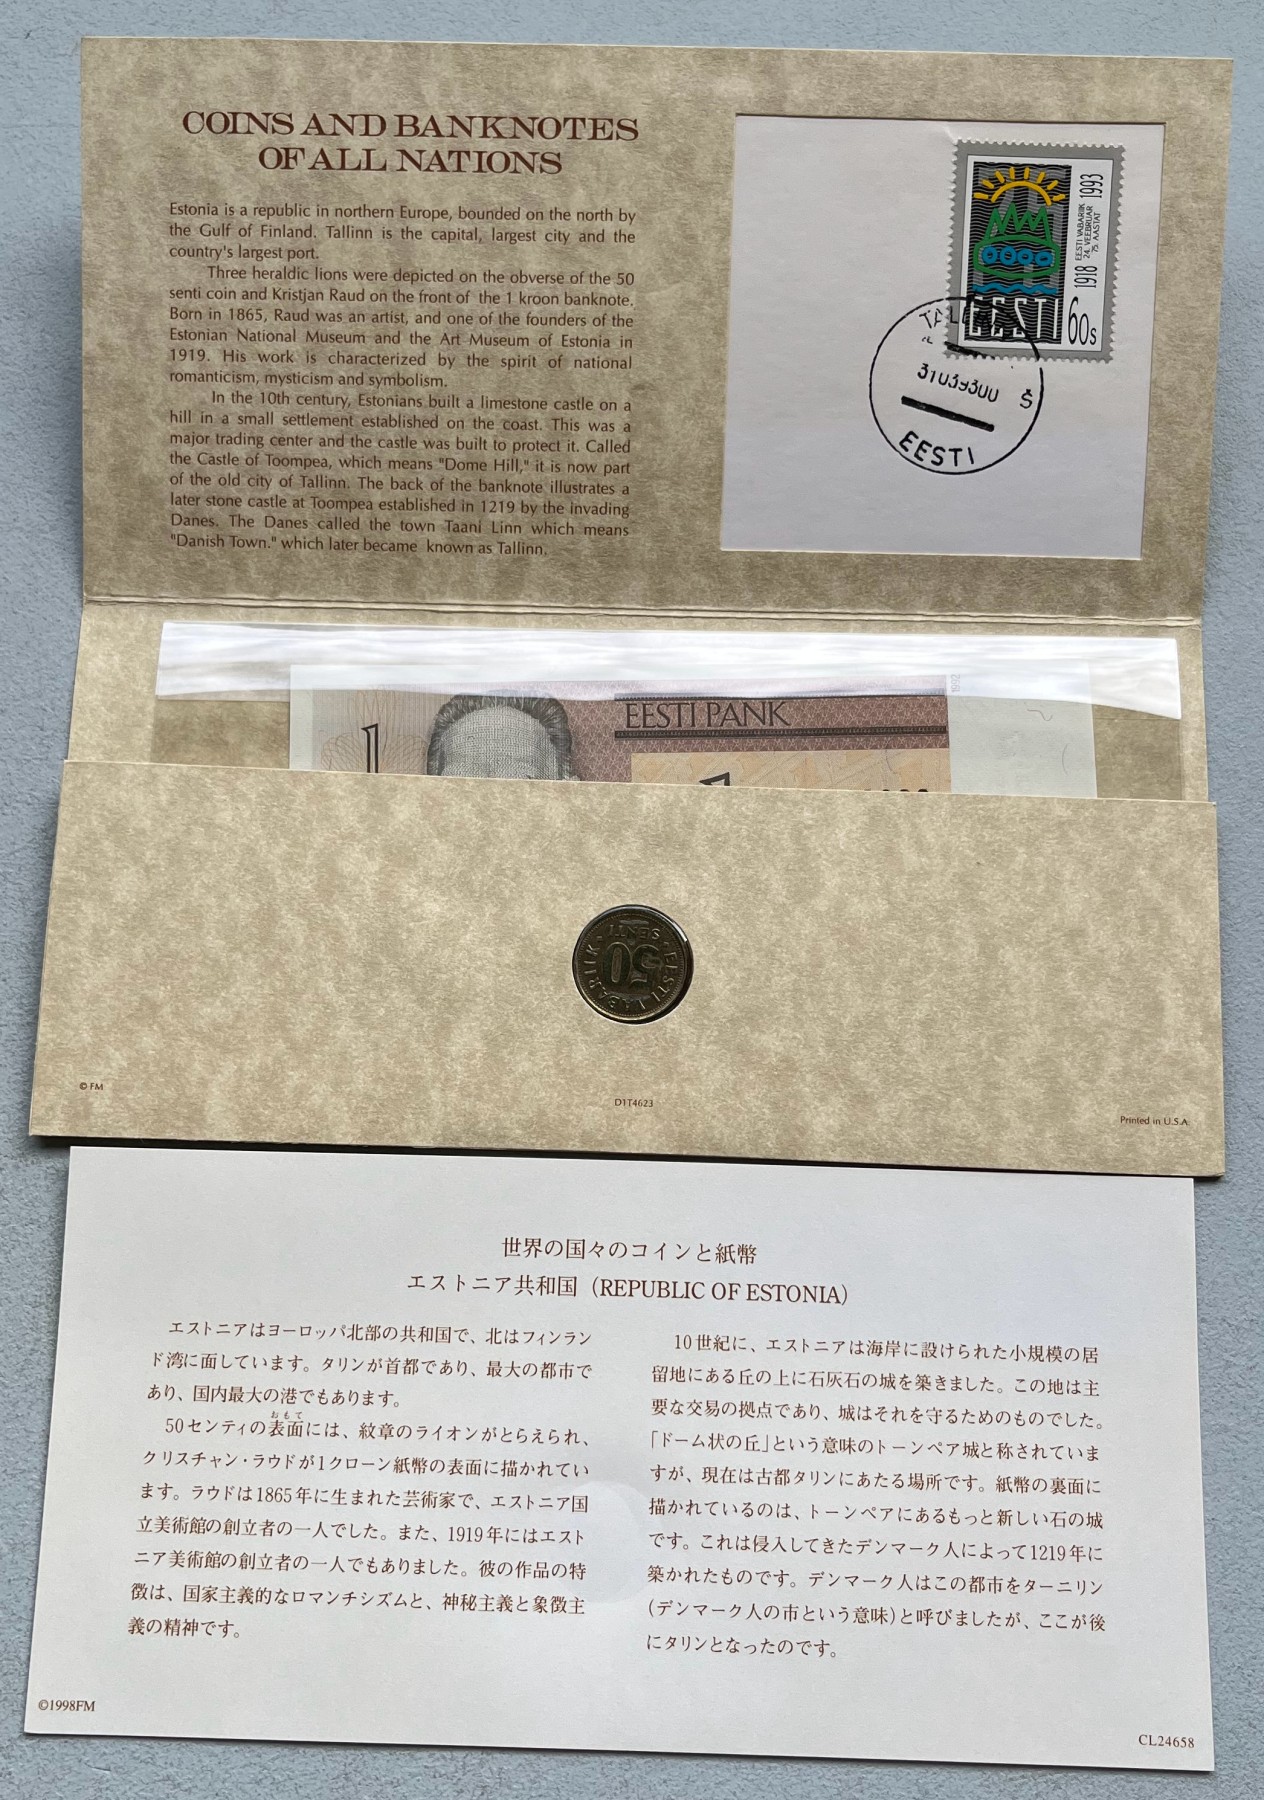 COINS AND BANKNOTES
OF ALL NATIONS
Estonia is a republic in northern Europe, bounded on the north by
the Gulf of Finland. Tallinn is the capital, largest city and the
country's largest port.
Three heraldic lions were depicted on the obverse of the 50
senti coin and Kristjan Raud on the front of the 1 kroon banknote.
Born in 1865, Raud was an artist, and one of the founders of the
Estonian National Museum and the Art Museum of Estonia in
1919. His work is characterized by the spirit of national
romanticism, mysticism and symbolism.
In the 10th century, Estonians built a limestone castle on a
hill in a small settlement established on the coast. This was a
major trading center and the castle was built to protect it. Called
the Castle of Toompea, which means "Dome Hill," it is now part
of the old city of Tallinn. The back of the banknote illustrates a
later stone castle at Toompea established in 1219 by the invading
Danes. The Danes called the town Taani Linn which means
"Danish Town." which later became known as Tallinn.
1918 EESTI VABARIIK 24. VEEBRUAR 75. AASTAT 1993
EESTI
60s
31039300 Š
EESTI
1
EESTI PANK
1992
50
SENTI
EESTI VABARIIK
© FM
D1T4623
Printed in U.S.A.
世界の国々のコインと紙幣
エストニア共和国（REPUBLIC OF ESTONIA）
エストニアはヨーロッパ北部の共和国で、北はフィンラン
ド湾に面しています。タリンが首都であり、最大の都市で
あり、国内最大の港でもあります。
おもて
50センティの表面には、紋章のライオンがとらえられ、
クリスチャン・ラウドが1クローン紙幣の表面に描かれてい
ます。ラウドは1865年に生まれた芸術家で、エストニア国
立美術館の創立者の一人でした。また、1919年にはエスト
ニア美術館の創立者の一人でもありました。彼の作品の特
徴は、国家主義的なロマンチシズムと、神秘主義と象徴主
義の精神です。
10世紀に、エストニアは海岸に設けられた小規模の居
留地にある丘の上に石灰石の城を築きました。この地は主
要な交易の拠点であり、城はそれを守るためのものでした。
「ドーム状の丘」という意味のトーンペア城と称されていま
すが、現在は古都タリンにあたる場所です。紙幣の裏面に
描かれているのは、トーンペアにあるもっと新しい石の城
です。これは侵入してきたデンマーク人によって1219年に
築かれたものです。デンマーク人はこの都市をターニリン
（デンマーク人の市という意味）と呼びましたが、ここが後
にタリンとなったのです。
©1998FM
CL24658